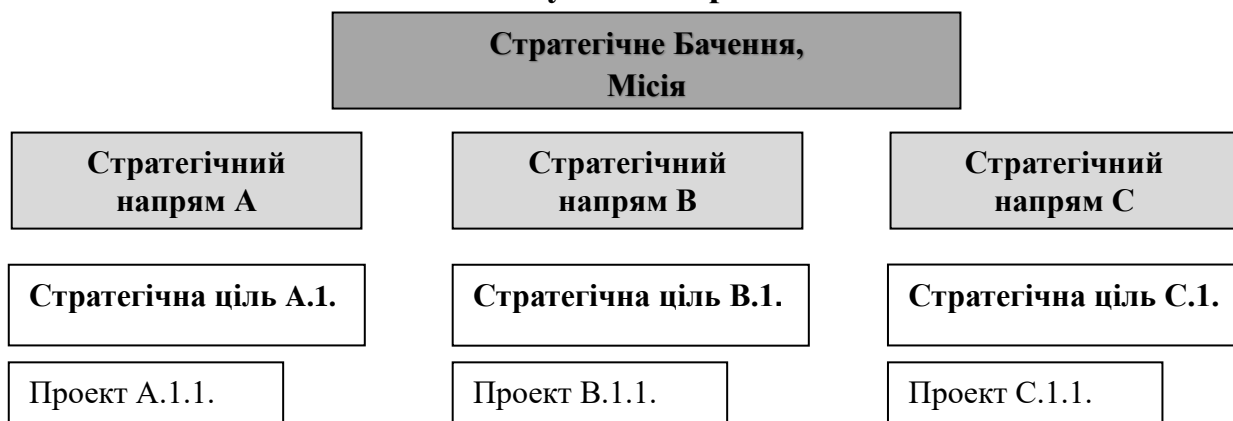 Стратегічне Бачення,
Місія
Стратегічний
напрям А
Стратегічний
напрям В
Стратегічний
напрям С
Стратегічна ціль А.1.
Стратегічна ціль В.1.
Стратегічна ціль С.1.
Проект А.1.1.
Проект В.1.1.
Проект С.1.1.